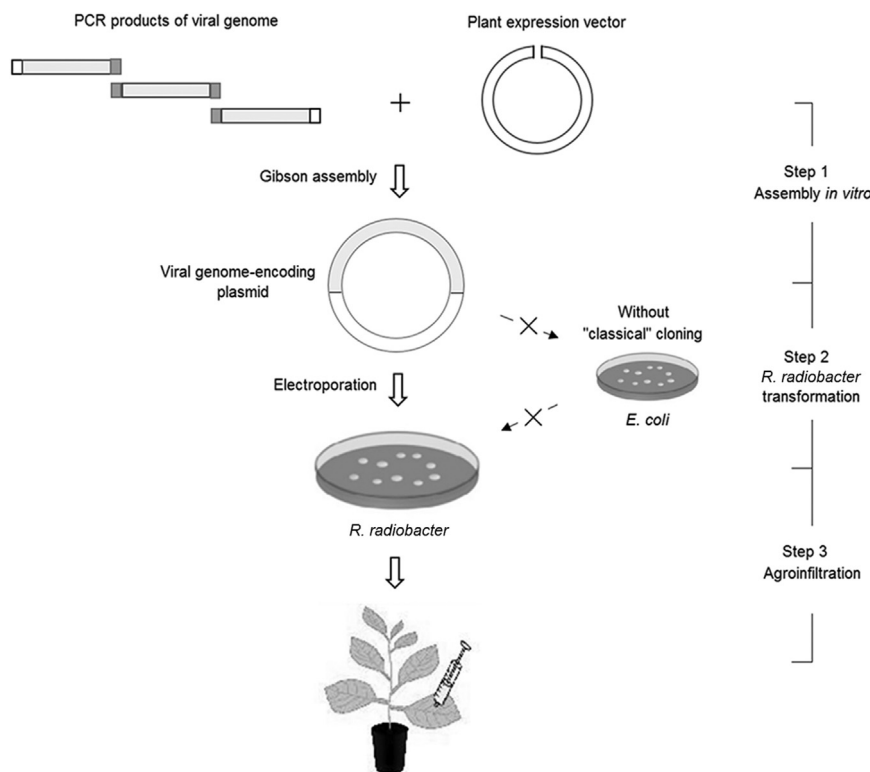 PCR products of viral genome
Plant expression vector
+
Gibson assembly
Step 1
Assembly in vitro
Viral genome-encoding
plasmid
Without
"classical" cloning
Electroporation
E. coli
Step 2
R. radiobacter
transformation
R. radiobacter
Step 3
Agroinfiltration